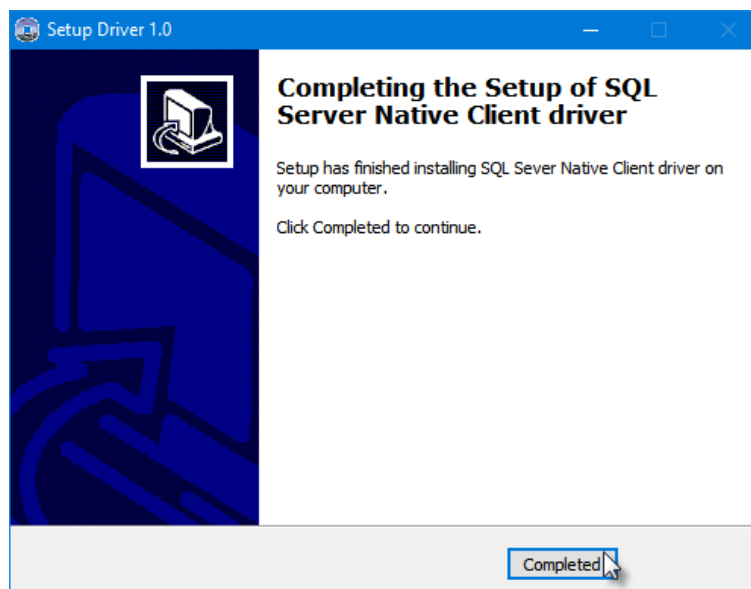 Setup Driver 1.0
Completing the Setup of SQL
Server Native Client driver
Setup has finished installing SQL Sever Native Client driver on
your computer.
Click Completed to continue.
Completed